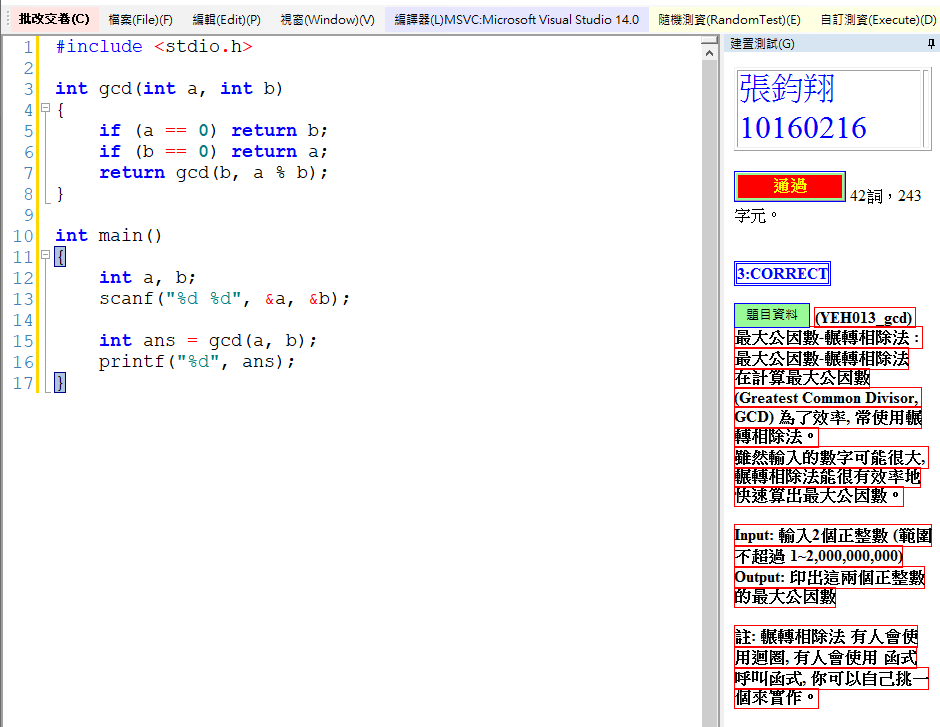 批改交卷(C) 檔案(File)(F) 編輯(Edit)(P) 視窗(Window)(V) 編譯器(L)MSVC:Microsoft Visual Studio 14.0 隨機測資(RandomTest)(E) 自訂測資(Execute)(D)
1 #include <stdio.h>
2
3 int gcd(int a, int b)
4 {
5     if (a == 0) return b;
6     if (b == 0) return a;
7     return gcd(b, a % b);
8 }
9
10 int main()
11 {
12     int a, b;
13     scanf("%d %d", &a, &b);
14
15     int ans = gcd(a, b);
16     printf("%d", ans);
17 }
建置測試(G)
張鈞翔
10160216
通過 42詞，243
字元。
3:CORRECT
題目資料 (YEH013_gcd)
最大公因數-輾轉相除法 :
最大公因數-輾轉相除法
在計算最大公因數
(Greatest Common Divisor,
GCD) 為了效率, 常使用輾
轉相除法。
雖然輸入的數字可能很大,
輾轉相除法能很有效率地
快速算出最大公因數。
Input: 輸入2個正整數 (範圍
不超過 1~2,000,000,000)
Output: 印出這兩個正整數
的最大公因數
註: 輾轉相除法 有人會使
用迴圈, 有人會使用 函式
呼叫函式, 你可以自己挑一
個來實作。